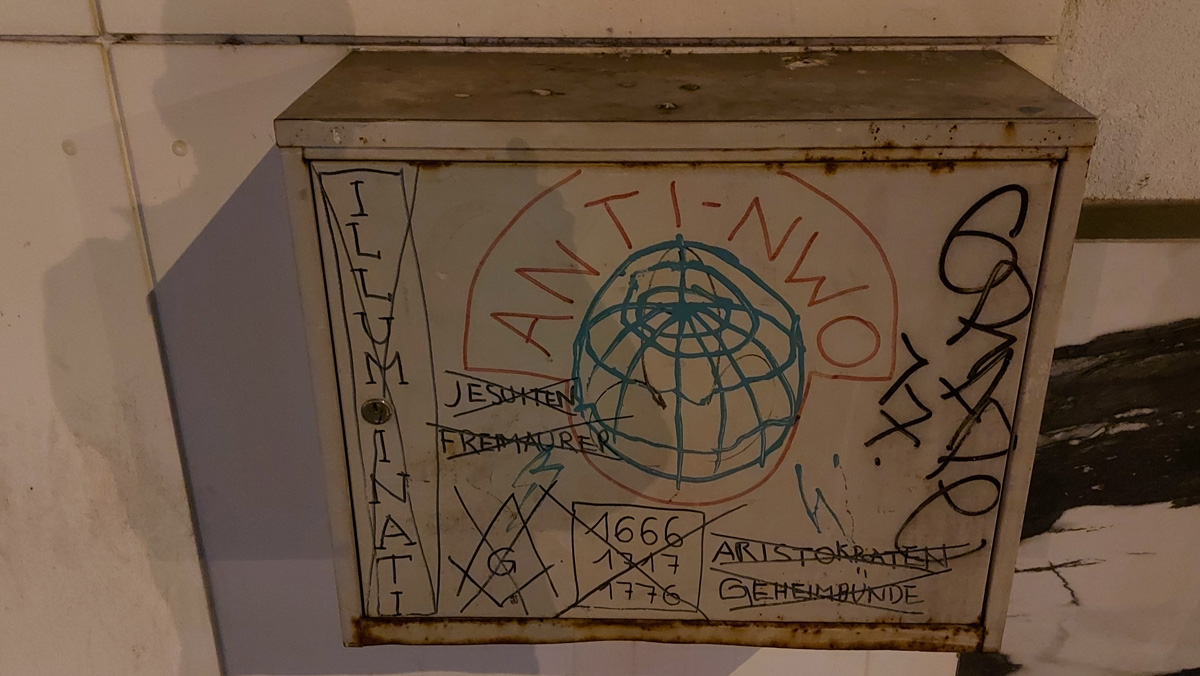 ILLUMINATI
ANTI-NWO
JESUITEN
FREIMAURER
G
1666
1717
1776
ARISTOKRATEN
GEHEIMBÜNDE